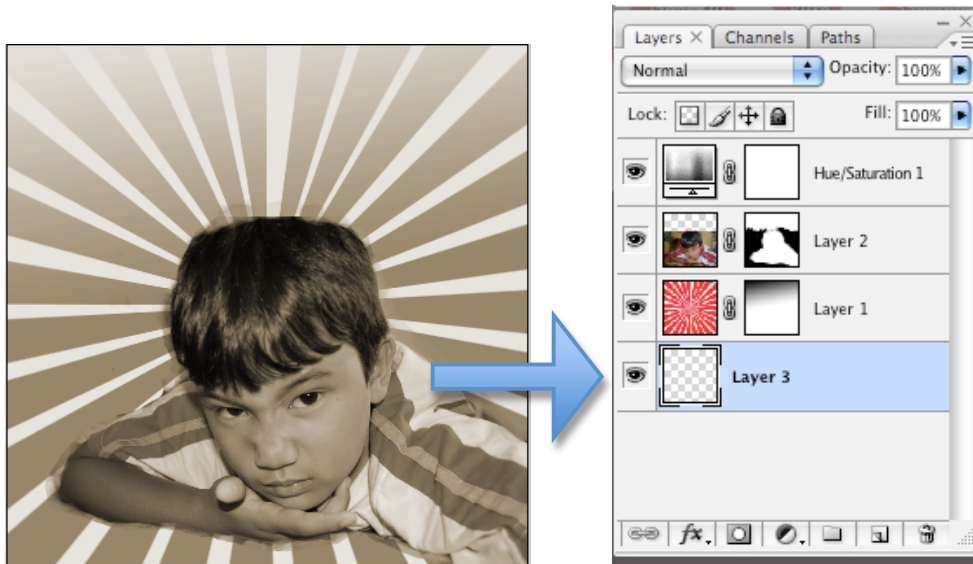 Layers × Channels Paths
Normal Opacity: 100%
Lock: Fill: 100%
Hue/Saturation 1
Layer 2
Layer 1
Layer 3
fx.